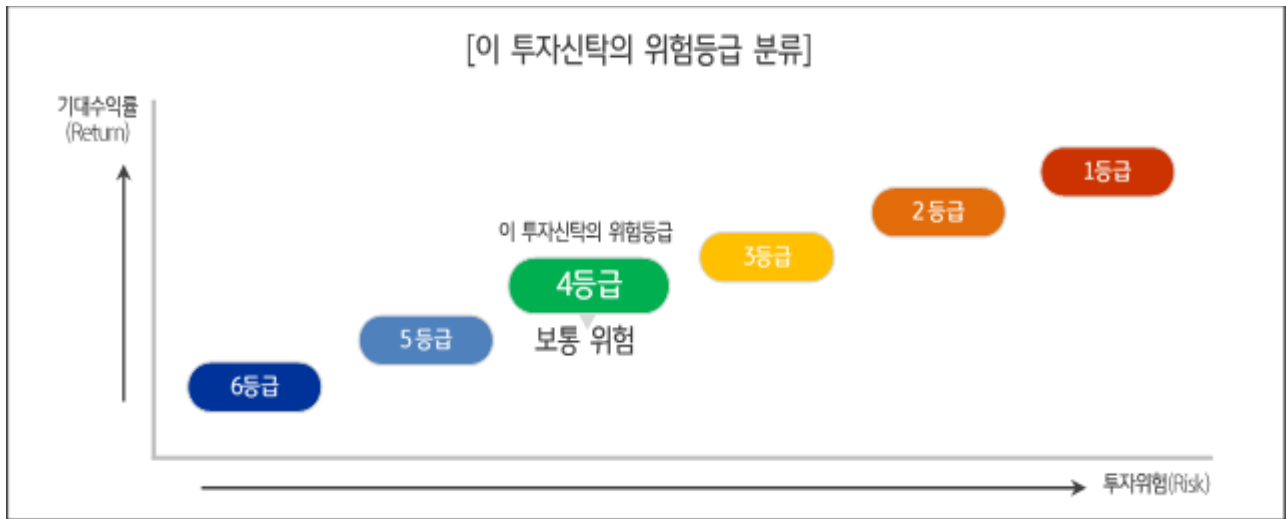 [이 투자신탁의 위험등급 분류]
기대수익률
(Return)
1등급
2등급
이 투자신탁의 위험등급
3등급
4등급
5등급
보통 위험
6등급
투자위험(Risk)